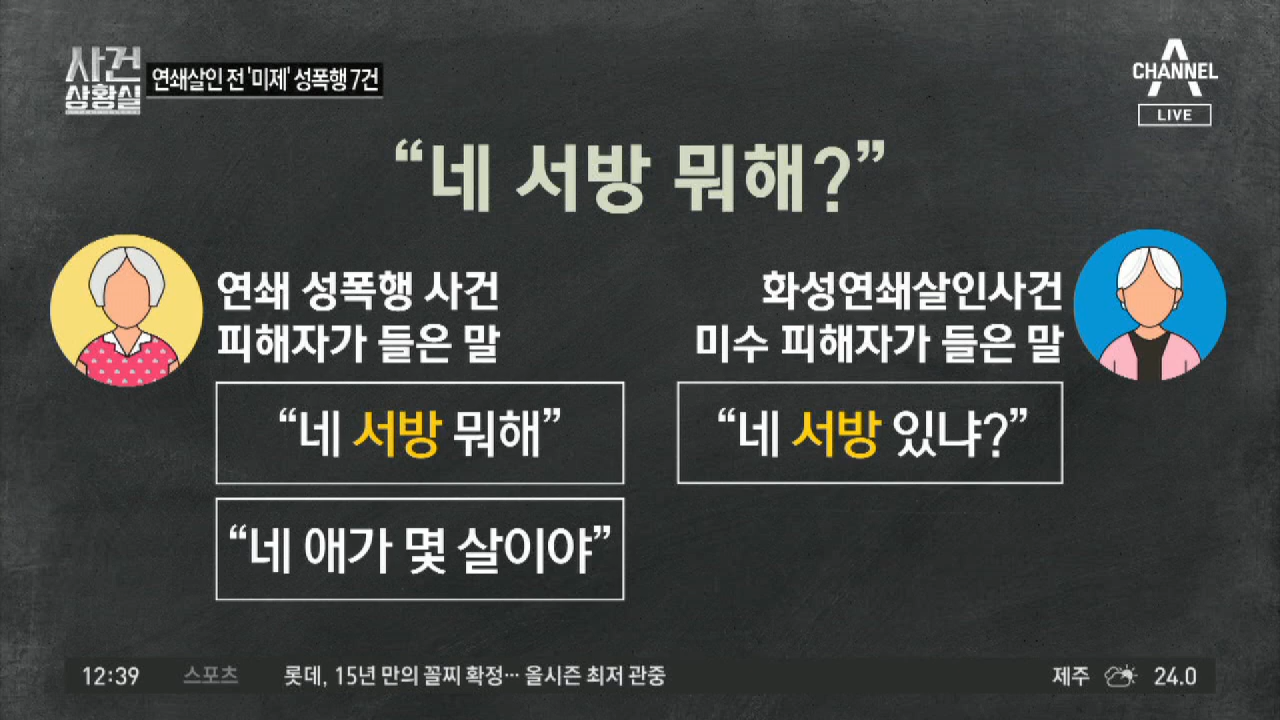 사건
상황실
연쇄살인 전 '미제' 성폭행 7건
CHANNEL A
LIVE
“네 서방 뭐해?”
연쇄 성폭행 사건
피해자가 들은 말
“네 서방 뭐해”
“네 애가 몇 살이야”
화성연쇄살인사건
미수 피해자가 들은 말
“네 서방 있냐?”
12:39 스포츠 롯데, 15년 만의 꼴찌 확정… 올시즌 최저 관중 제주 24.0